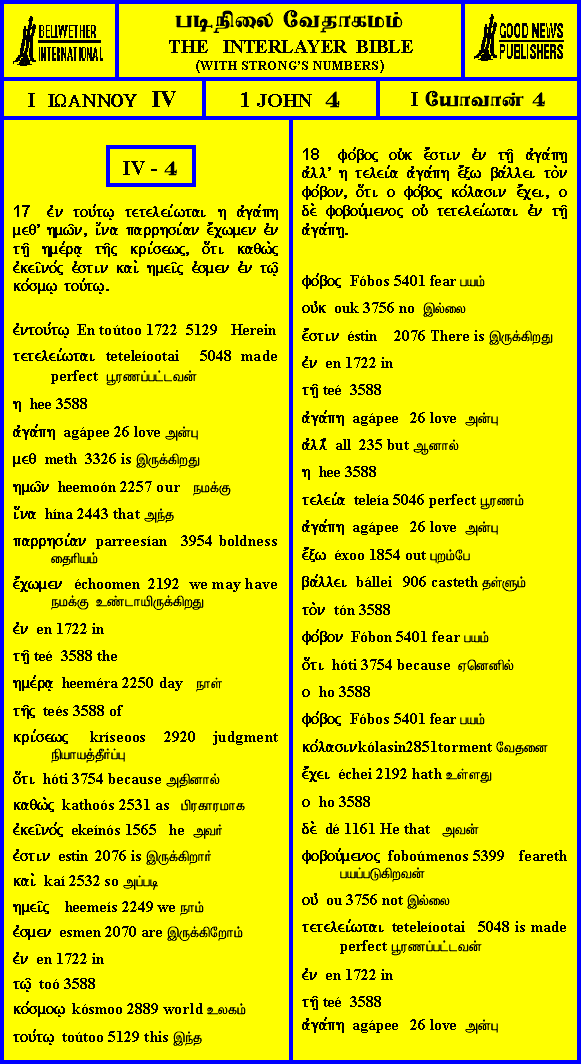 BELLWETHER
INTERNATIONAL
படிநிலை வேதாகமம்
THE INTERLAYER BIBLE
(WITH STRONG'S NUMBERS)
GOOD NEWS
PUBLISHERS
I ΙΩΑΝΝΟΥ IV
1 JOHN 4
I யோவான் 4
IV - 4
17 ἐν τούτῳ τετελείωται η ἀγάπη
μεθ’ ημῶν, ἵνα παρρησίαν ἔχωμεν ἐν
τῇ ημέρᾳ τῆς κρίσεως, ὅτι καθὼς
ἐκεῖνός ἐστιν καὶ ημεῖς ἐσμεν ἐν τῷ
κόσμῳ τούτῳ.
ἐντούτῳ En toútoo 1722 5129 Herein
τετελείωται teteleíootai 5048 made
perfect பூரணப்பட்டவன்
η hee 3588
ἀγάπη agápee 26 love அன்பு
μεθ meth 3326 is இருக்கிறது
ημῶν heemoón 2257 our நமக்கு
ἵνα hína 2443 that அந்த
παρρησίαν parreesían 3954 boldness
தைரியம்
ἔχωμεν échoomen 2192 we may have
நமக்கு உண்டாயிருக்கிறது
ἐν en 1722 in
τῇ teé 3588 the
ημέρᾳ heeméra 2250 day நாள்
τῆς teés 3588 of
κρίσεως kríseoos 2920 judgment
நியாயத்தீர்ப்பு
ὅτι hóti 3754 because அதினால்
καθὼς kathoós 2531 as பிரகாரமாக
ἐκεῖνός ekeínós 1565 he அவர்
ἐστιν estin 2076 is இருக்கிறார்
καὶ kaí 2532 so அப்படி
ημεῖς heemeís 2249 we நாம்
ἐσμεν esmen 2070 are இருக்கிறோம்
ἐν en 1722 in
τῷ toó 3588
κόσμοῳ kósmoo 2889 world உலகம்
τούτῳ toútoo 5129 this இந்த
18 φόβος οὐκ ἔστιν ἐν τῇ ἀγάπῃ
ἀλλ’ η τελεία ἀγάπη ἔξω βάλλει τὸν
φόβον, ὅτι ο φόβος κόλασιν ἔχει, ο
δὲ φοβούμενος οὐ τετελείωται ἐν τῇ
ἀγάπῃ.
φόβος Fóbos 5401 fear பயம்
οὐκ ouk 3756 no இல்லை
ἔστιν éstin 2076 There is இருக்கிறது
ἐν en 1722 in
τῇ teé 3588
ἀγάπη agápee 26 love அன்பு
ἀλλ̓ all 235 but ஆனால்
η hee 3588
τελεία teleía 5046 perfect பூரணம்
ἀγάπη agápee 26 love அன்பு
ἔξω éxoo 1854 out புறம்பே
βάλλει bállei 906 casteth தள்ளும்
τὸν tón 3588
φόβον Fóbon 5401 fear பயம்
ὅτι hóti 3754 because ஏனெனில்
ο ho 3588
φόβος Fóbos 5401 fear பயம்
κόλασινkólasin2851torment வேதனை
ἔχει échei 2192 hath உள்ளது
ο ho 3588
δὲ dé 1161 He that அவன்
φοβούμενος foboúmenos 5399 feareth
பயப்படுகிறவன்
οὐ ou 3756 not இல்லை
τετελείωται teteleíootai 5048 is made
perfect பூரணப்பட்டவன்
ἐν en 1722 in
τῇ teé 3588
ἀγάπη agápee 26 love அன்பு